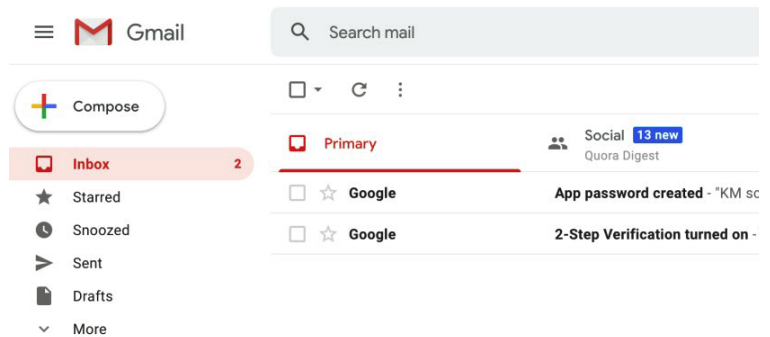 Gmail
Search mail
Compose
Primary
Social 13 new
Quora Digest
Inbox 2
Google App password created - "KM
Starred
Snoozed
Google 2-Step Verification turned on -
Sent
Drafts
More